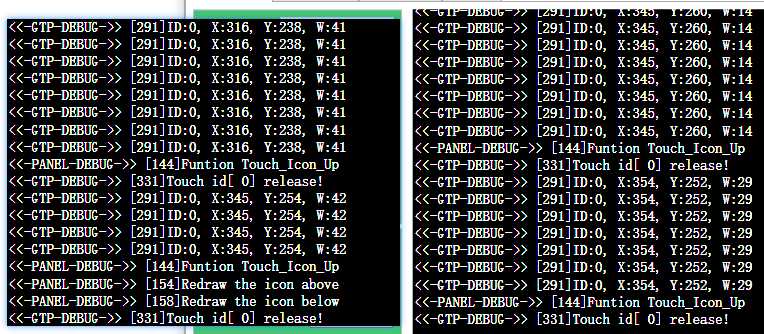 <<-GTP-DEBUG->> [291]ID:0, X:316, Y:238, W:41
<<-GTP-DEBUG->> [291]ID:0, X:316, Y:238, W:41
<<-GTP-DEBUG->> [291]ID:0, X:316, Y:238, W:41
<<-GTP-DEBUG->> [291]ID:0, X:316, Y:238, W:41
<<-GTP-DEBUG->> [291]ID:0, X:316, Y:238, W:41
<<-GTP-DEBUG->> [291]ID:0, X:316, Y:238, W:41
<<-GTP-DEBUG->> [291]ID:0, X:316, Y:238, W:41
<<-GTP-DEBUG->> [291]ID:0, X:316, Y:238, W:41
<<-PANEL-DEBUG->> [144]Funtion Touch_Icon_Up
<<-GTP-DEBUG->> [331]Touch id[ 0] release!
<<-GTP-DEBUG->> [291]ID:0, X:345, Y:254, W:42
<<-GTP-DEBUG->> [291]ID:0, X:345, Y:254, W:42
<<-GTP-DEBUG->> [291]ID:0, X:345, Y:254, W:42
<<-GTP-DEBUG->> [291]ID:0, X:345, Y:254, W:42
<<-PANEL-DEBUG->> [144]Funtion Touch_Icon_Up
<<-PANEL-DEBUG->> [154]Redraw the icon above
<<-PANEL-DEBUG->> [158]Redraw the icon below
<<-GTP-DEBUG->> [331]Touch id[ 0] release!
<<-GTP-DEBUG->> [291]ID:0, X:345, Y:260, W:14
<<-GTP-DEBUG->> [291]ID:0, X:345, Y:260, W:14
<<-GTP-DEBUG->> [291]ID:0, X:345, Y:260, W:14
<<-GTP-DEBUG->> [291]ID:0, X:345, Y:260, W:14
<<-GTP-DEBUG->> [291]ID:0, X:345, Y:260, W:14
<<-GTP-DEBUG->> [291]ID:0, X:345, Y:260, W:14
<<-GTP-DEBUG->> [291]ID:0, X:345, Y:260, W:14
<<-GTP-DEBUG->> [291]ID:0, X:345, Y:260, W:14
<<-PANEL-DEBUG->> [144]Funtion Touch_Icon_Up
<<-GTP-DEBUG->> [331]Touch id[ 0] release!
<<-GTP-DEBUG->> [291]ID:0, X:354, Y:252, W:29
<<-GTP-DEBUG->> [291]ID:0, X:354, Y:252, W:29
<<-GTP-DEBUG->> [291]ID:0, X:354, Y:252, W:29
<<-GTP-DEBUG->> [291]ID:0, X:354, Y:252, W:29
<<-GTP-DEBUG->> [291]ID:0, X:354, Y:252, W:29
<<-GTP-DEBUG->> [291]ID:0, X:354, Y:252, W:29
<<-GTP-DEBUG->> [291]ID:0, X:354, Y:252, W:29
<<-PANEL-DEBUG->> [144]Funtion Touch_Icon_Up
<<-GTP-DEBUG->> [331]Touch id[ 0] release!